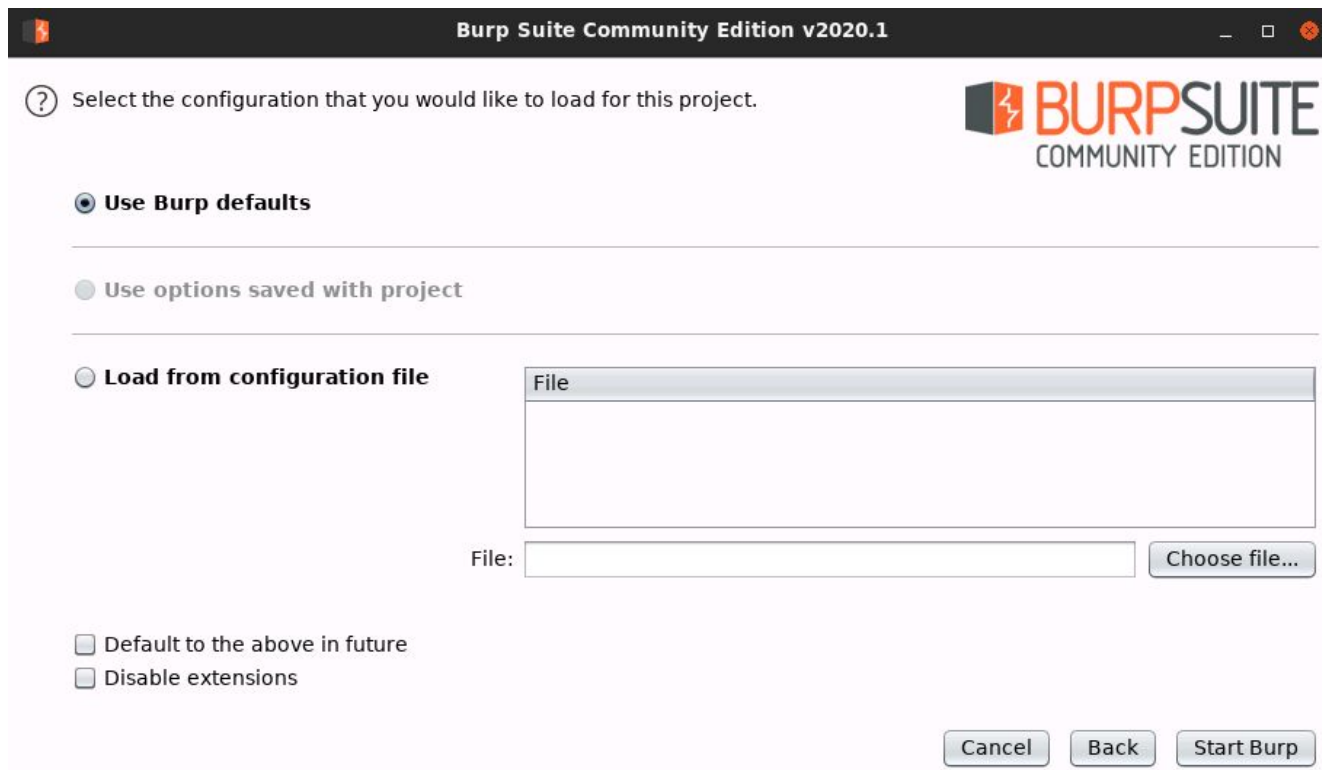 Burp Suite Community Edition v2020.1
Select the configuration that you would like to load for this project.
BURPSUITE
COMMUNITY EDITION
Use Burp defaults
Use options saved with project
Load from configuration file
File
File:
Choose file...
Default to the above in future
Disable extensions
Cancel Back Start Burp